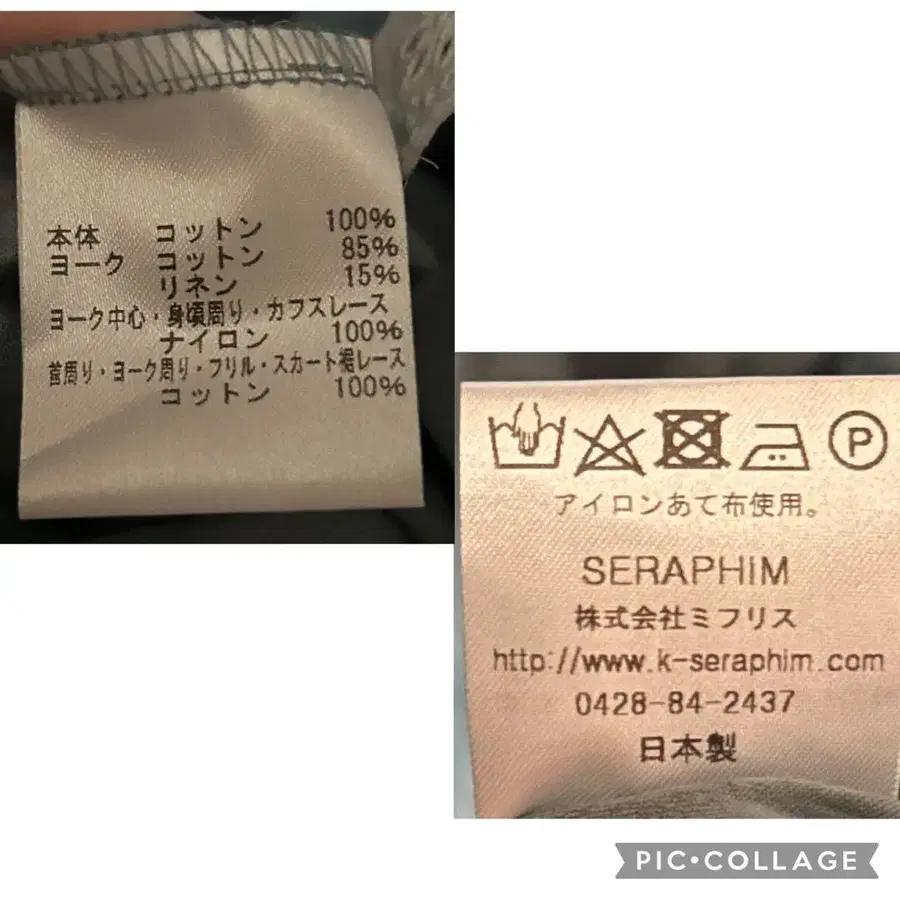 本体 コットン 100%
ヨーク コットン 85%
リネン 15%
ヨーク中心・身頃周り・カフスレース
ナイロン 100%
首周り・ヨーク周り・フリル・スカート裾レース
コットン 100%
P
アイロンあて布使用。
SERAPHIM
株式会社ミフリス
http://www.k-seraphim.com
0428-84-2437
日本製
PIC•COLLAGE